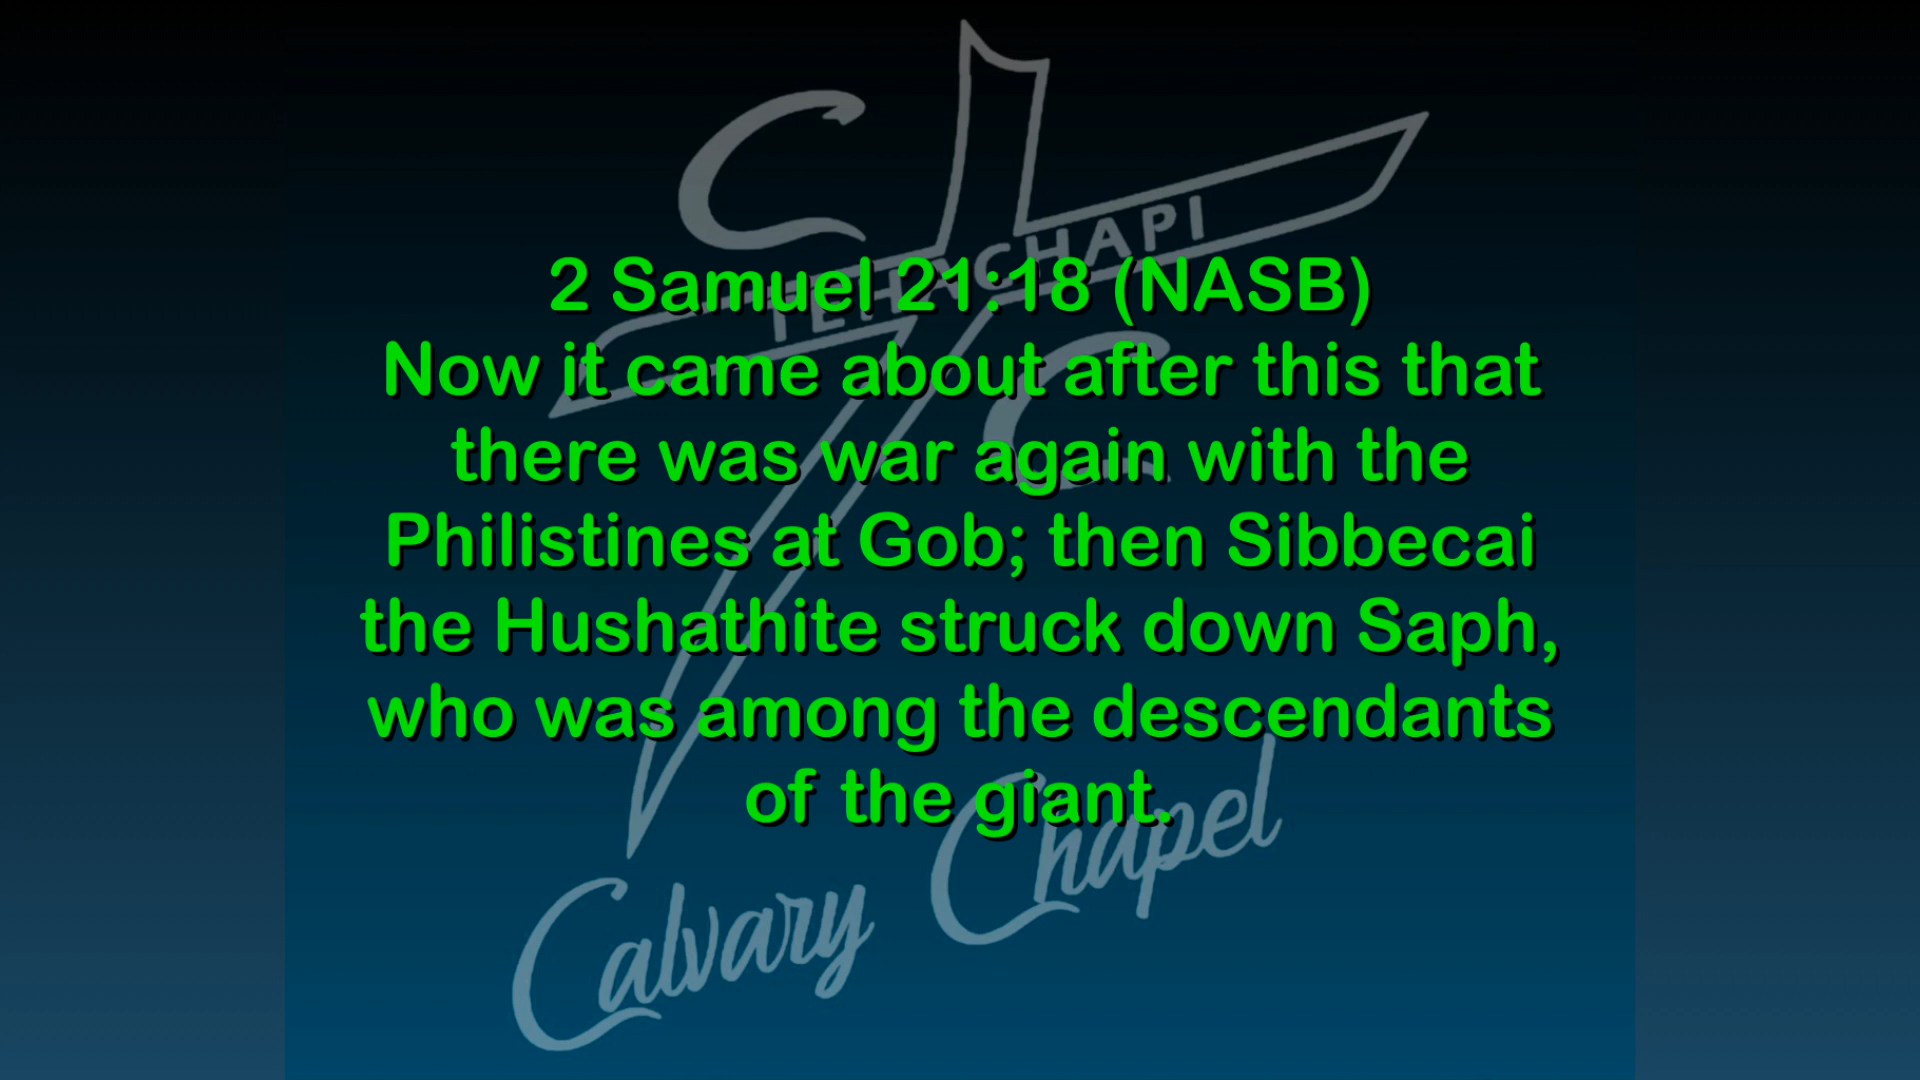 C
TEHACHAPI
2 Samuel 21:18 (NASB)
Now it came about after this that
C
there was war again with the
Philistines at Gob; then Sibbecai
the Hushathite struck down Saph,
who was among the descendants
of the giant.
Calvary Chapel